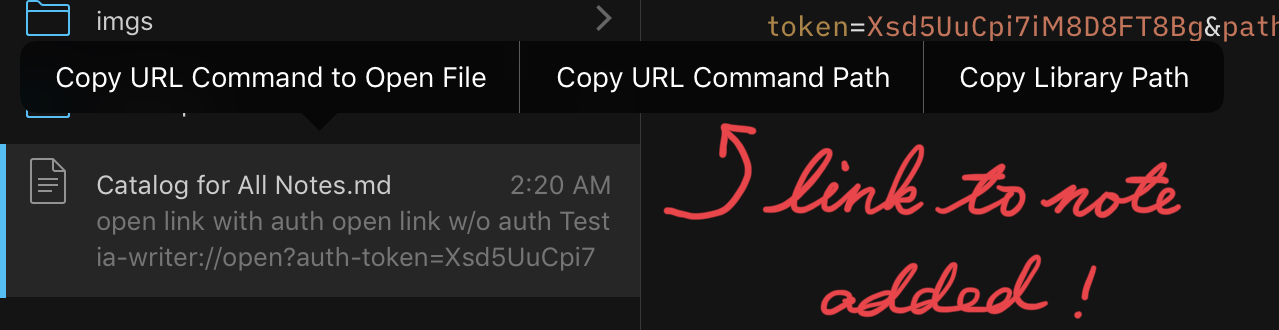 imgs
token=Xsd5UuCpi7iM8D8FT8Bg&path
Copy URL Command to Open File
Copy URL Command Path
Copy Library Path
Catalog for All Notes.md
2:20 AM
open link with auth open link w/o auth Test
ia-writer://open?auth-token=Xsd5UuCpi7
link to note
added!